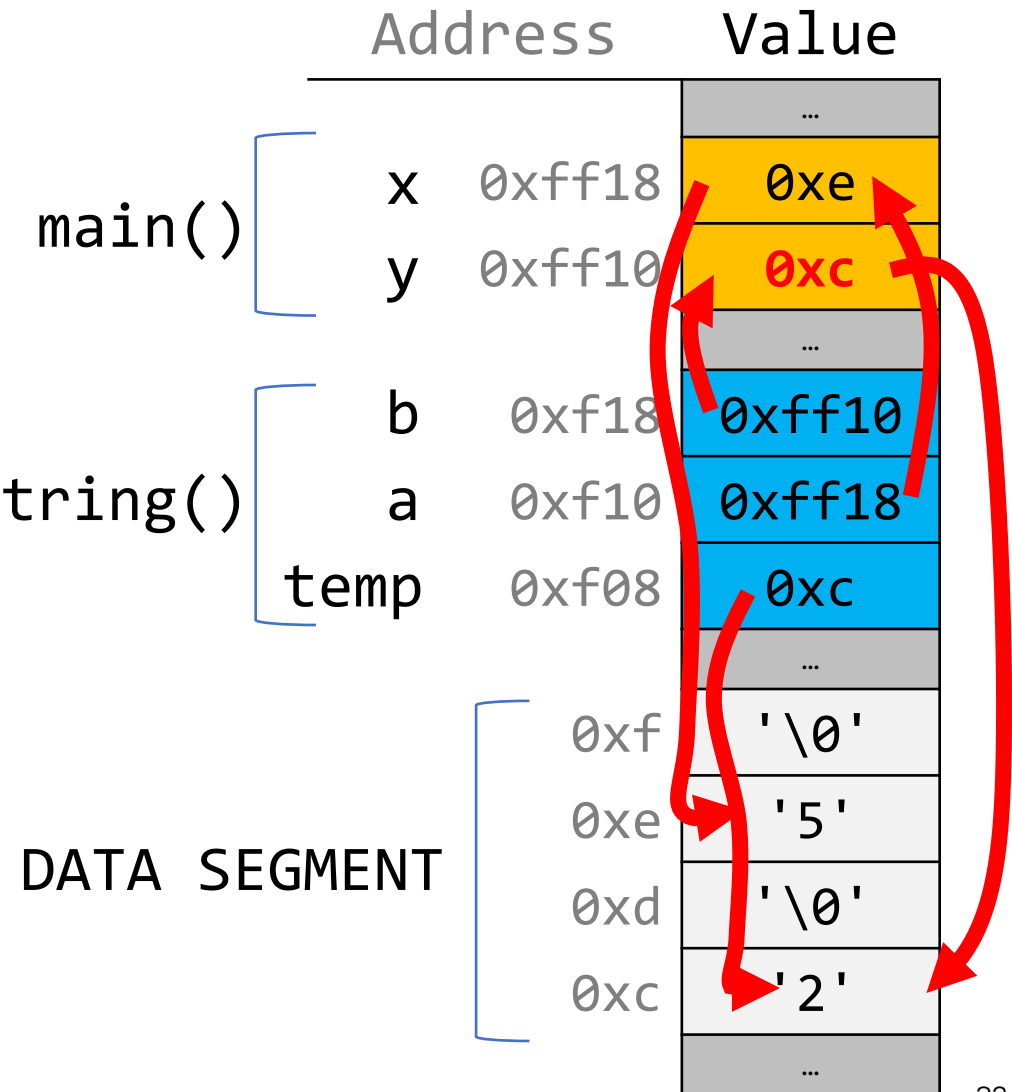 Address Value
…
x 0xff18 0xe
main()
y 0xff10 0xc
…
b 0xf18 0xff10
tring() a 0xf10 0xff18
temp 0xf08 0xc
…
0xf '\0'
0xe '5'
DATA SEGMENT
0xd '\0'
0xc '2'
…